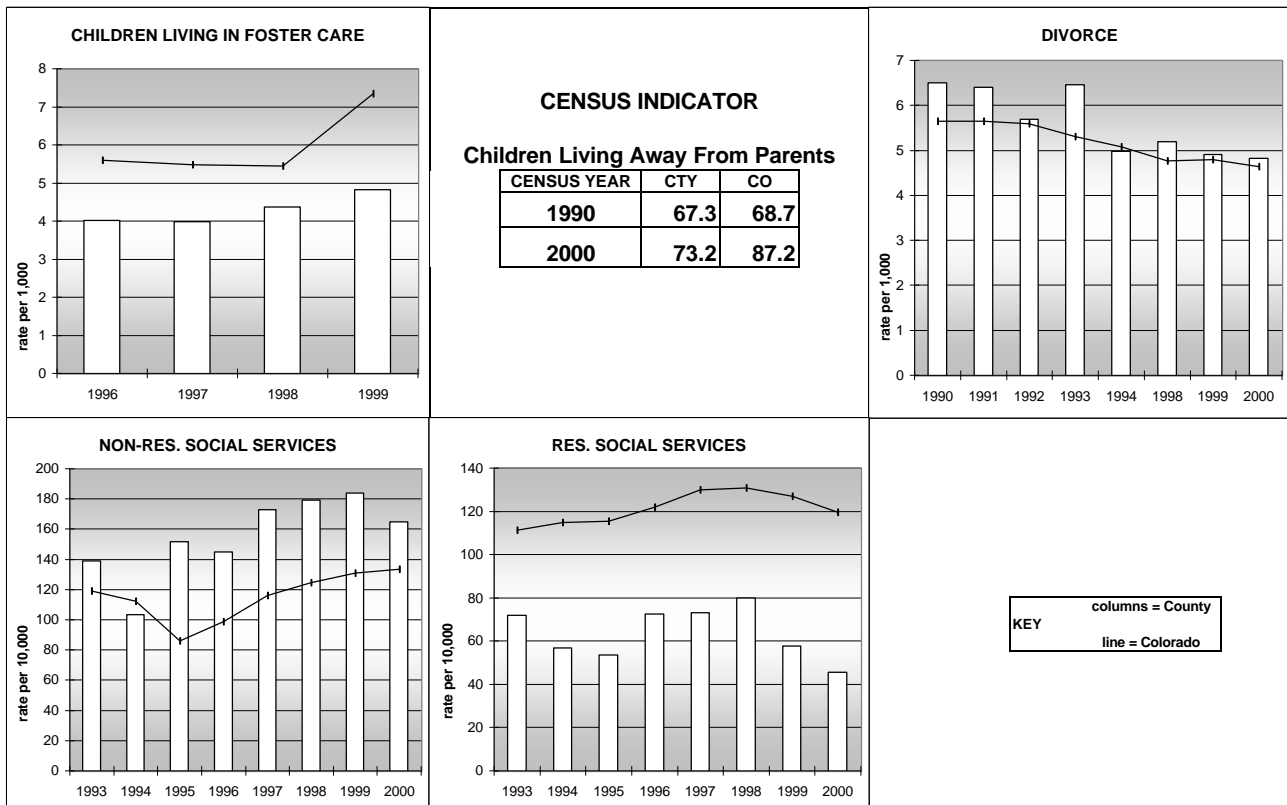 CHILDREN LIVING IN FOSTER CARE
8
7
6
5
4
3
2
1
0
rate per 1,000
1996 1997 1998 1999
CENSUS INDICATOR
Children Living Away From Parents
CENSUS YEAR CTY CO
1990 67.3 68.7
2000 73.2 87.2
DIVORCE
7
6
5
4
3
2
1
0
rate per 1,000
1990 1991 1992 1993 1994 1998 1999 2000
NON-RES. SOCIAL SERVICES
200
180
160
140
120
100
80
60
40
20
0
rate per 10,000
1993 1994 1995 1996 1997 1998 1999 2000
RES. SOCIAL SERVICES
140
120
100
80
60
40
20
0
rate per 10,000
1993 1994 1995 1996 1997 1998 1999 2000
columns = County
KEY
line = Colorado